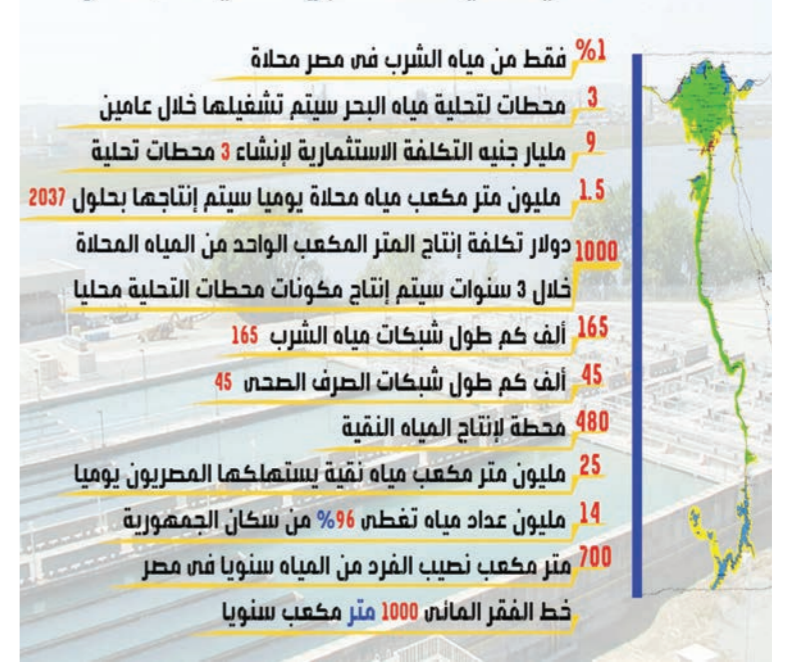 %1 فقط من مياه الشرب فى مصر محلاة
3 محطات لتحلية مياه البحر سيتم تشغيلها خلال عامين
9 مليار جنيه التكلفة الاستثمارية لإنشاء 3 محطات تحلية
1.5 مليون متر مكعب مياه محلاة يوميا سيتم إنتاجها بحلول 2037
1000 دولار تكلفة إنتاج المتر المكعب الواحد من المياه المحلاة
خلال 3 سنوات سيتم إنتاج مكونات محطات التحلية محليا
165 ألف كم طول شبكات مياه الشرب 165
45 ألف كم طول شبكات الصرف الصحى 45
480 محطة لإنتاج المياه النقية
25 مليون متر مكعب مياه نقية يستهلكها المصريون يوميا
14 مليون عداد مياه تغطى 96% من سكان الجمهورية
700 متر مكعب نصيب الفرد من المياه سنويا فى مصر
خط الفقر المائى 1000 متر مكعب سنويا